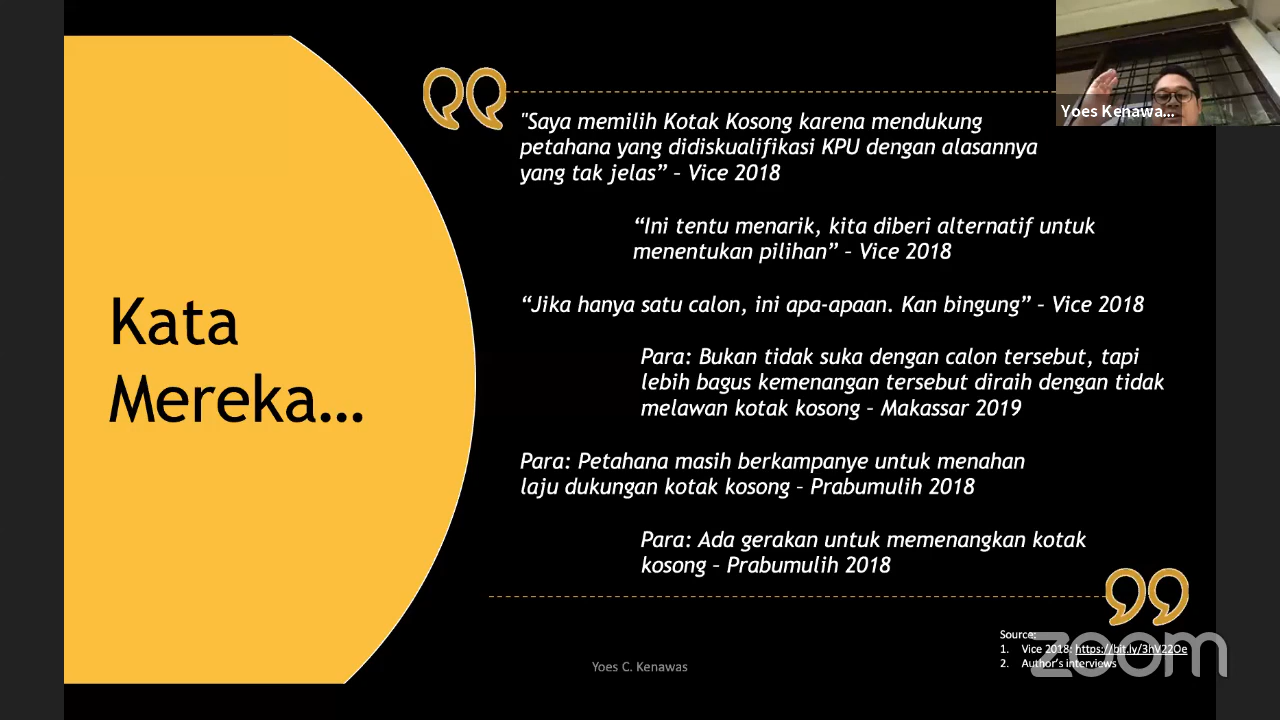 Yoes Kenawa...
"Saya memilih Kotak Kosong karena mendukung
petahana yang didiskualifikasi KPU dengan alasannya
yang tak jelas” – Vice 2018
“Ini tentu menarik, kita diberi alternatif untuk
menentukan pilihan” – Vice 2018
“Jika hanya satu calon, ini apa-apaan. Kan bingung” – Vice 2018
Kata
Mereka…
Para: Bukan tidak suka dengan calon tersebut, tapi
lebih bagus kemenangan tersebut diraih dengan tidak
melawan kotak kosong – Makassar 2019
Para: Petahana masih berkampanye untuk menahan
laju dukungan kotak kosong – Prabumulih 2018
Para: Ada gerakan untuk memenangkan kotak
kosong – Prabumulih 2018
Source:
1. Vice 2018: https://bit.ly/3hV22Oe
2. Author's interviews
zoom
Yoes C. Kenawas